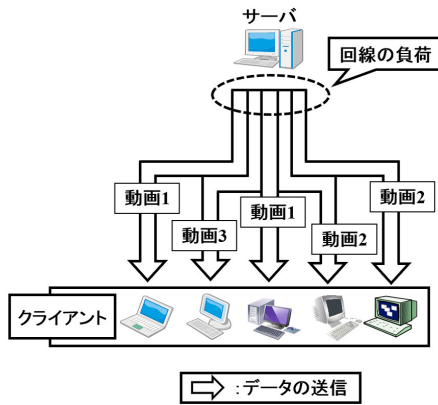 サーバ
回線の負荷
動画1
動画3
動画1
動画2
動画2
クライアント
:データの送信